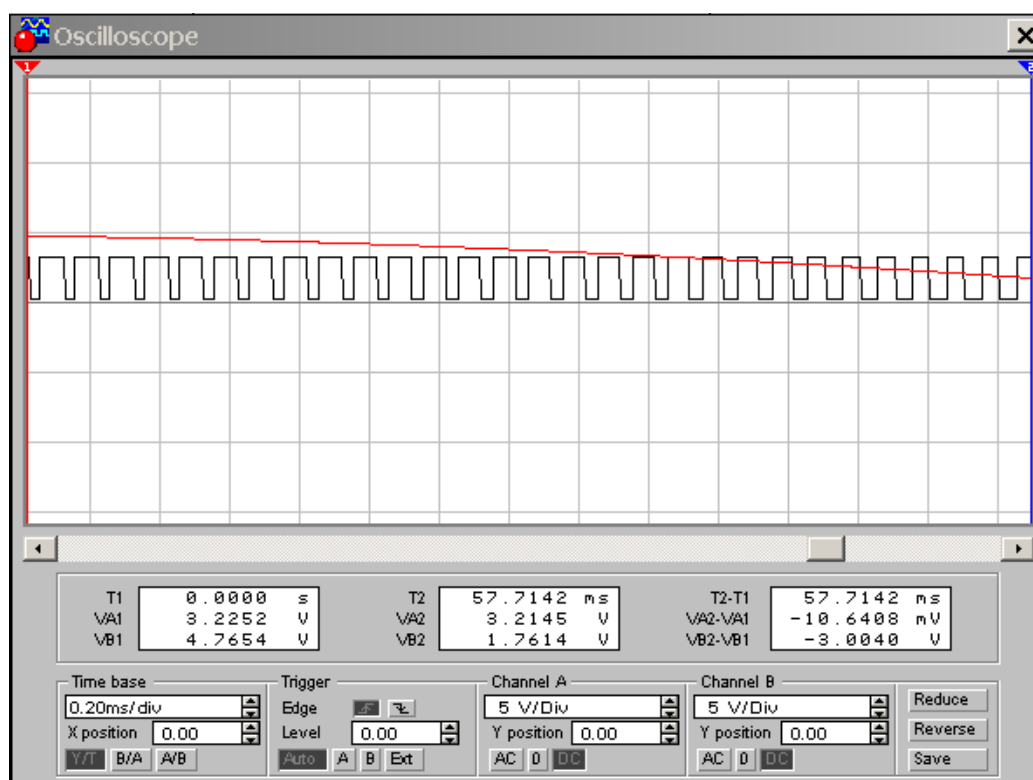 Oscilloscope
1
T1 0.0000 s T2 57.7142 ms T2-T1 57.7142 ms
VA1 3.2252 V VA2 3.2145 V VA2-VA1 -10.6408 mV
VB1 4.7654 V VB2 1.7614 V VB2-VB1 -3.0040 V
Time base Trigger Channel A Channel B
0.20ms/div Edge 5 V/Div 5 V/Div Reduce
X position 0.00 Level 0.00 Y position 0.00 Y position 0.00 Reverse
Y/T B/A A/B Auto A B Ext AC 0 DC AC 0 DC Save